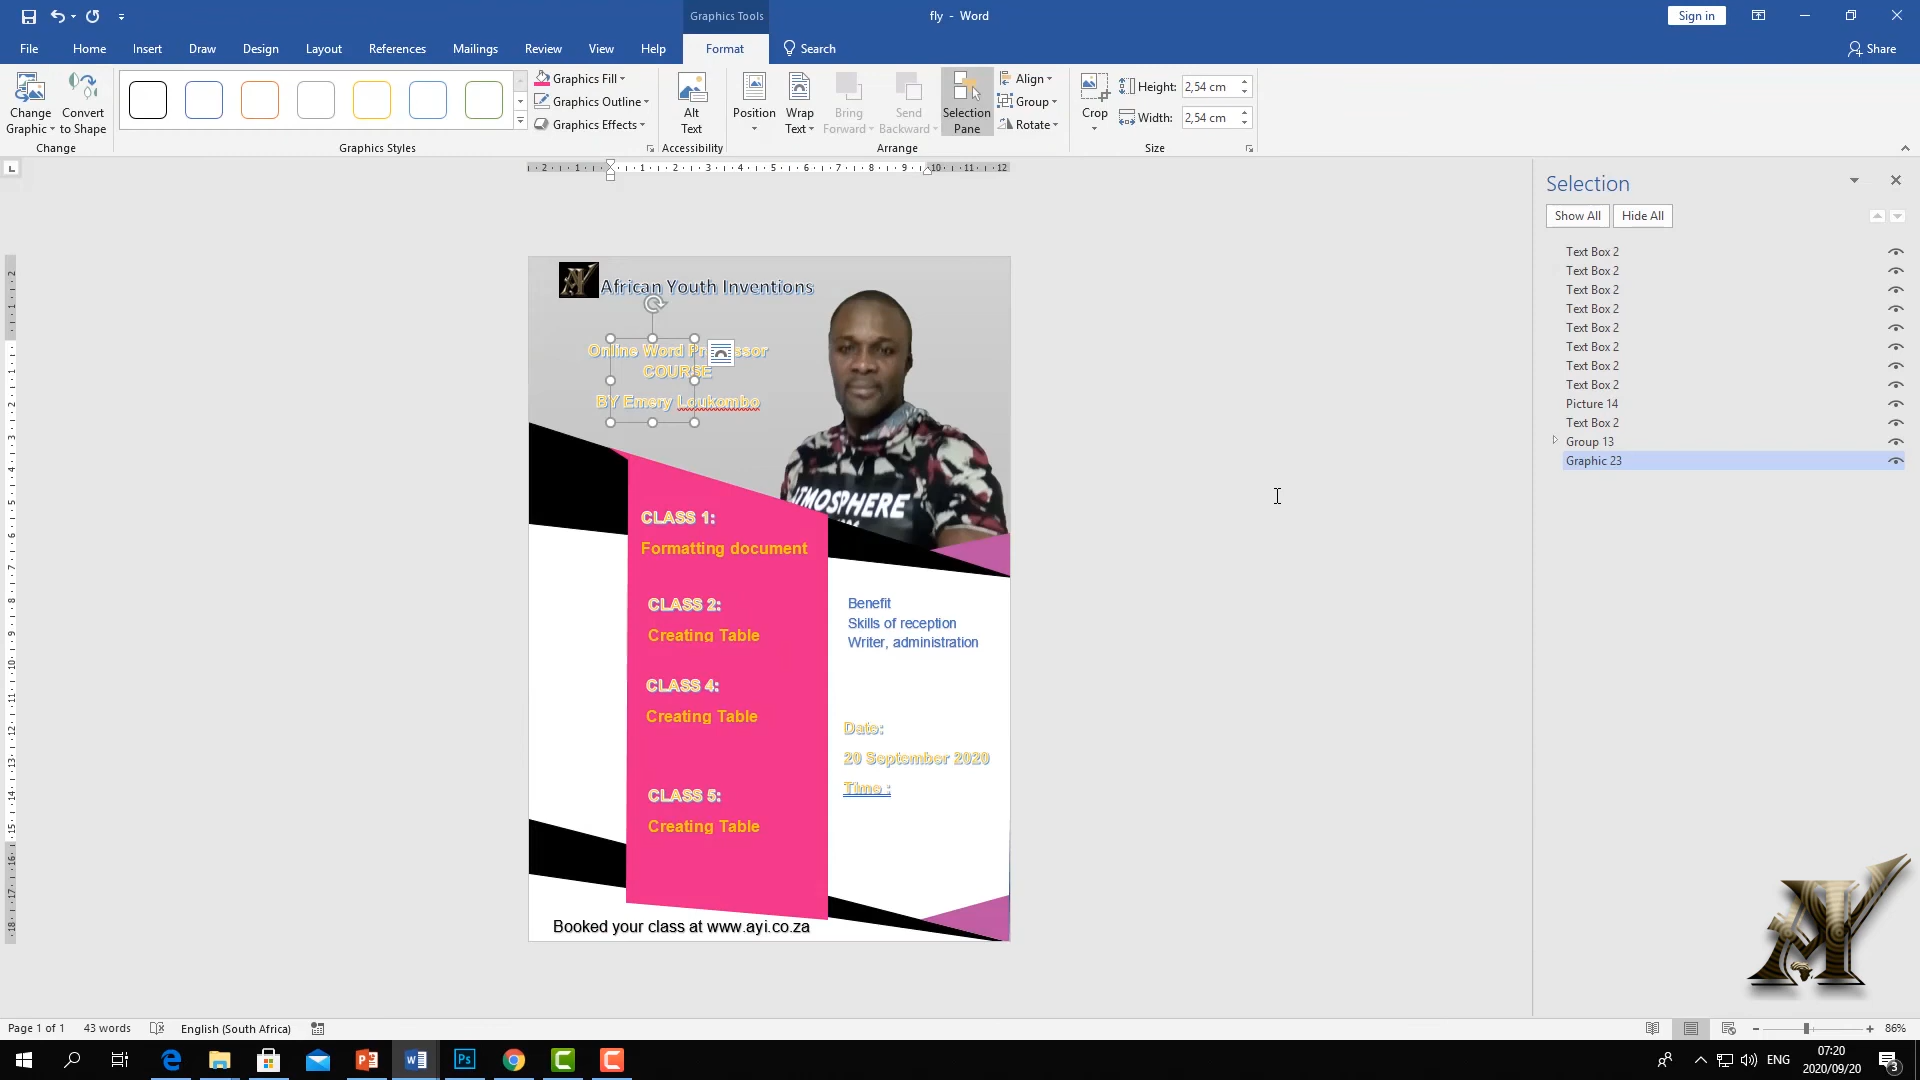 Graphics Tools
fly - Word
Sign in
File Home Insert Draw Design Layout References Mailings Review View Help Format Search
Share
Change Graphic
Convert to Shape
Change
Graphics Fill
Graphics Outline
Graphics Effects
Graphics Styles
Alt Text
Accessibility
Position
Wrap Text
Bring Forward
Send Backward
Selection Pane
Align
Group
Rotate
Arrange
Crop
Height: 2,54 cm
Width: 2,54 cm
Size
Selection
Show All Hide All
Text Box 2
Text Box 2
Text Box 2
Text Box 2
Text Box 2
Text Box 2
Text Box 2
Text Box 2
Picture 14
Text Box 2
Group 13
Graphic 23
AY African Youth Inventions
COURSE
BY Emery Loukombo
ATMOSPHERE
CLASS 1:
Formatting document
CLASS 2:
Creating Table
CLASS 4:
Creating Table
CLASS 5:
Creating Table
Benefit
Skills of reception
Writer, administration
Date:
20 September 2020
Time :
Booked your class at www.ayi.co.za
AY
Page 1 of 1 43 words English (South Africa)
86%
Ps
ENG
07:20
2020/09/20
3